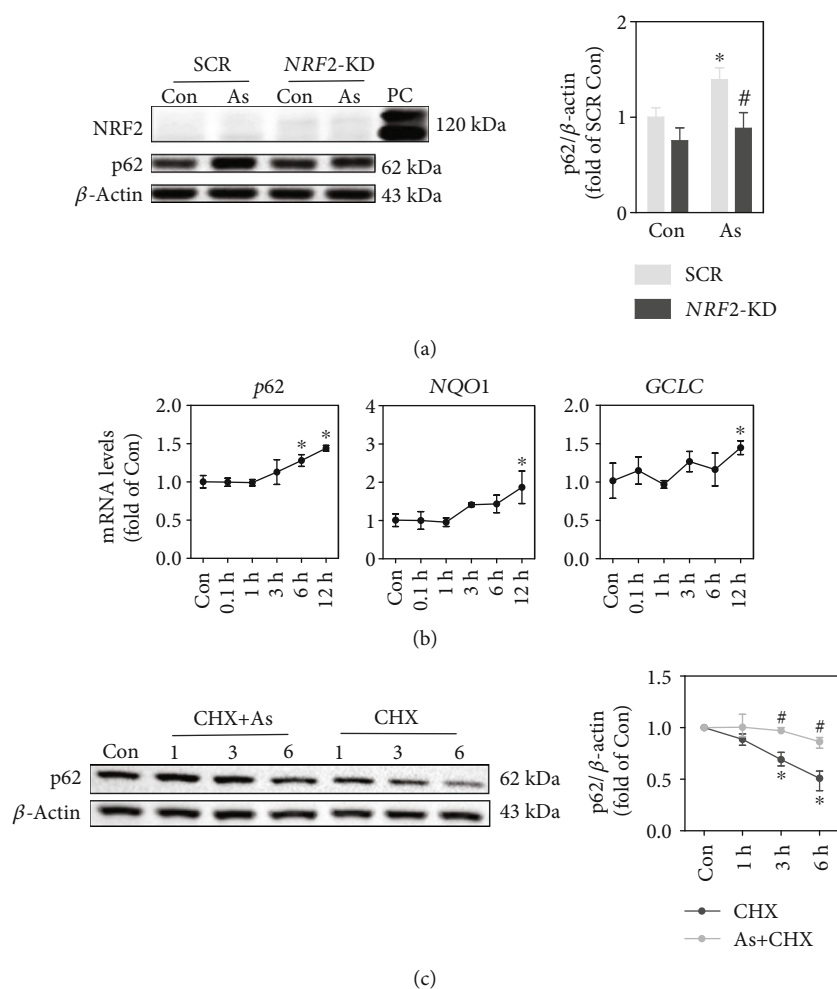 SCR NRF2-KD
Con As Con As PC
NRF2 120 kDa
p62 62 kDa
β-Actin 43 kDa
p62/β-actin
(fold of SCR Con)
2
1
0
* #
Con As
SCR
NRF2-KD
(a)
p62 NQO1 GCLC
mRNA levels
(fold of Con)
2.0
1.5
1.0
0.5
0.0
* *
Con 0.1 h 1 h 3 h 6 h 12 h
4
3
2
1
0
*
Con 0.1 h 1 h 3 h 6 h 12 h
2.0
1.5
1.0
0.5
0.0
*
Con 0.1 h 1 h 3 h 6 h 12 h
(b)
CHX+As CHX
Con 1 3 6 1 3 6
p62 62 kDa
β-Actin 43 kDa
p62/β-actin
(fold of Con)
1.5
1.0
0.5
0.0
# #
* *
Con 1 h 3 h 6 h
CHX
As+CHX
(c)